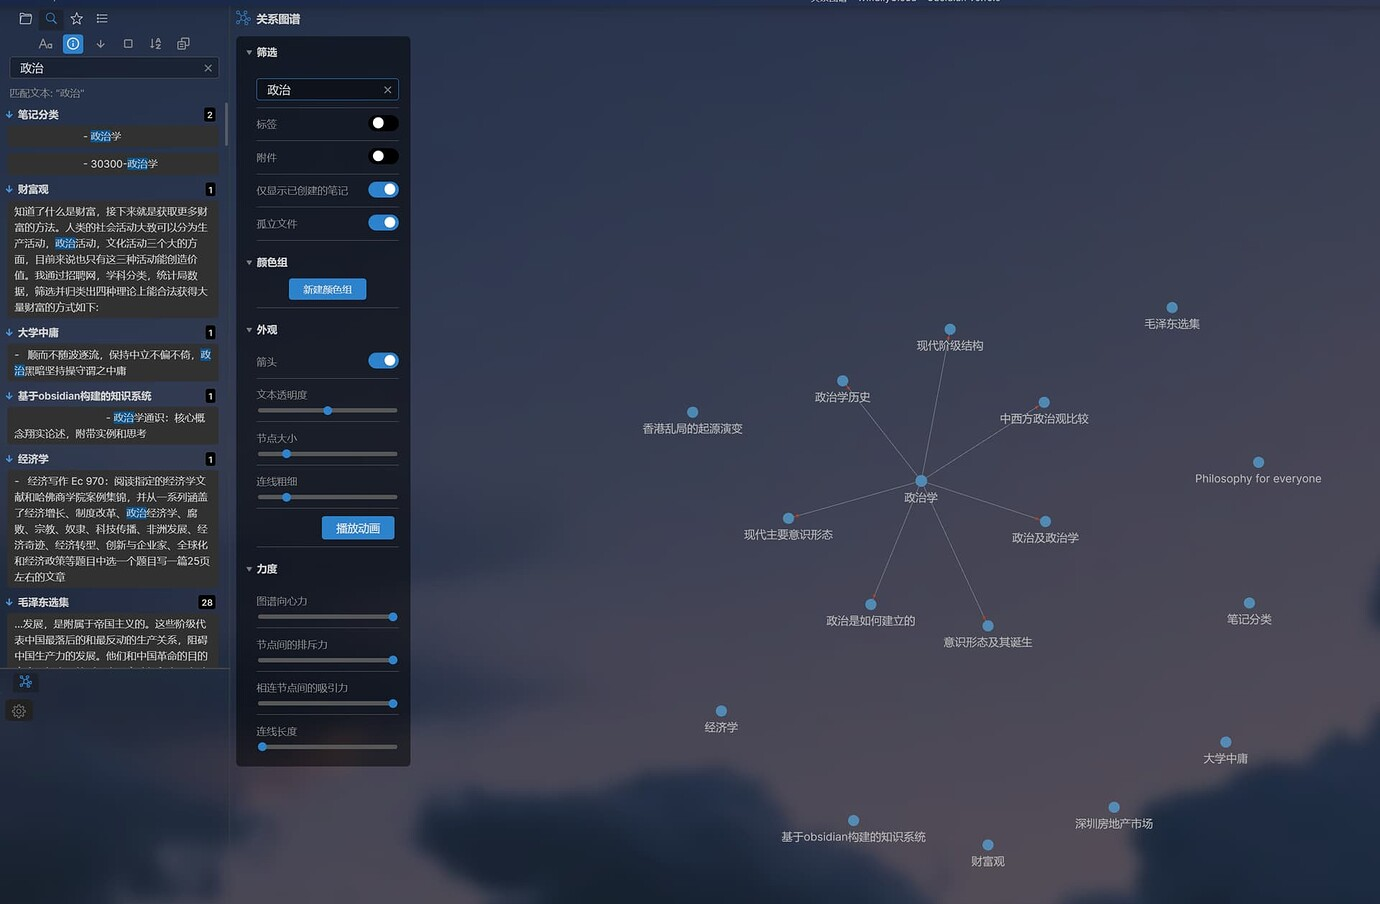 关系图谱
政治
匹配文本: "政治"
笔记分类
2
- 政治学
- 30300-政治学
财富观
1
知道了什么是财富，接下来就是获取更多财
富的方法。人类的社会活动大致可以分为生
产活动，政治活动，文化活动三个大的方
面，目前来说也只有这三种活动能创造价
值。我通过招聘网，学科分类，统计局数
据，筛选并归类出四种理论上能合法获得大
量财富的方式如下:
大学中庸
1
- 顺而不随波逐流，保持中立不偏不倚，政
治黑暗坚持操守谓之中庸
基于obsidian构建的知识系统
1
- 政治学通识：核心概
念翔实论述，附带实例和思考
经济学
1
- 经济写作 Ec 970：阅读指定的经济学文
献和哈佛商学院案例集锦，并从一系列涵盖
了经济增长、制度改革、政治经济学、腐
败、宗教、奴隶、科技传播、非洲发展、经
济奇迹、经济转型、创新与企业家、全球化
和经济政策等题目中选一个题目写一篇25页
左右的文章
毛泽东选集
28
...发展，是附属于帝国主义的。这些阶级代
表中国最落后的和最反动的生产关系，阻碍
中国生产力的发展。他们和中国革命的目的
筛选
政治
标签
附件
仅显示已创建的笔记
孤立文件
颜色组
新建颜色组
外观
箭头
文本透明度
节点大小
连线粗细
播放动画
力度
图谱向心力
节点间的排斥力
相连节点间的吸引力
连线长度
毛泽东选集
现代阶级结构
政治学历史
中西方政治观比较
香港乱局的起源演变
Philosophy for everyone
政治学
现代主要意识形态
政治及政治学
笔记分类
政治是如何建立的
意识形态及其诞生
经济学
大学中庸
深圳房地产市场
基于obsidian构建的知识系统
财富观